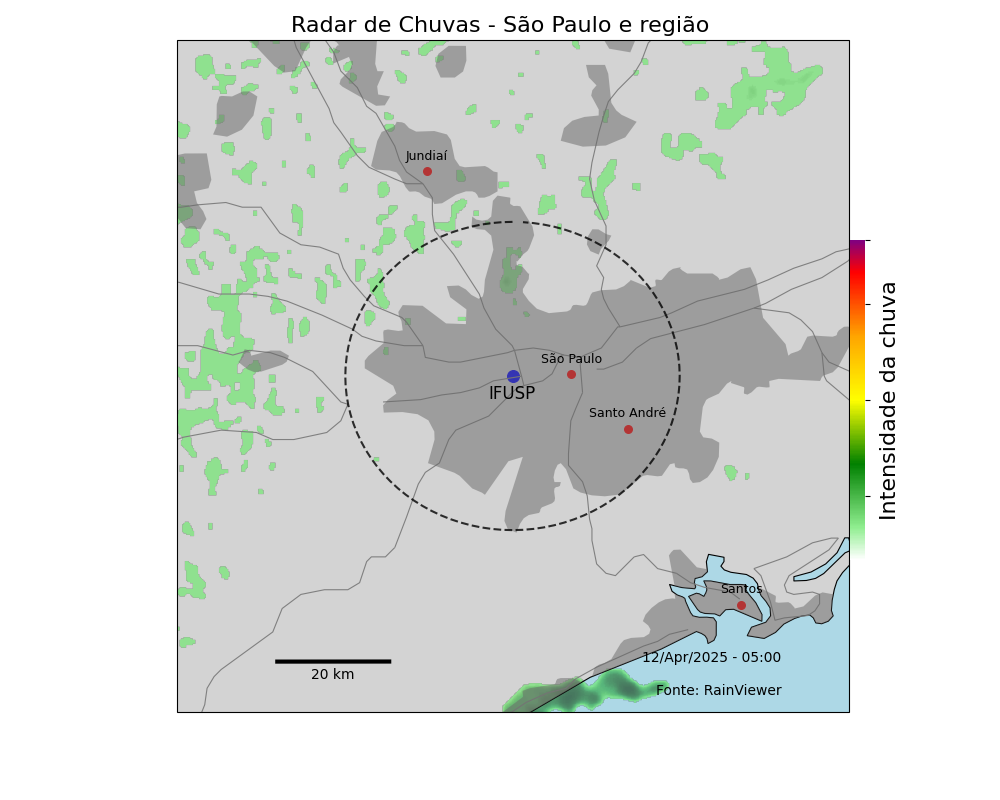 Radar de Chuvas - São Paulo e região
Jundiaí
São Paulo
IFUSP
Santo André
Intensidade da chuva
Santos
12/Apr/2025 - 05:00
20 km
Fonte: RainViewer